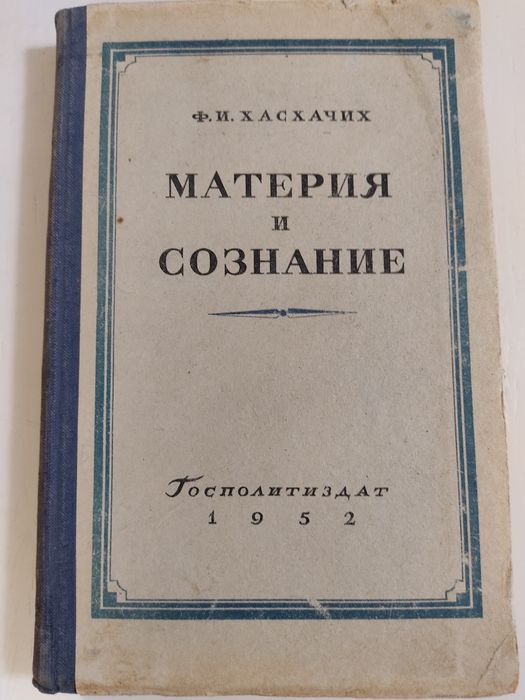 Ф. И. ХАСХАЧИХ
МАТЕРИЯ
И
СОЗНАНИЕ
Госполитиздат
1952